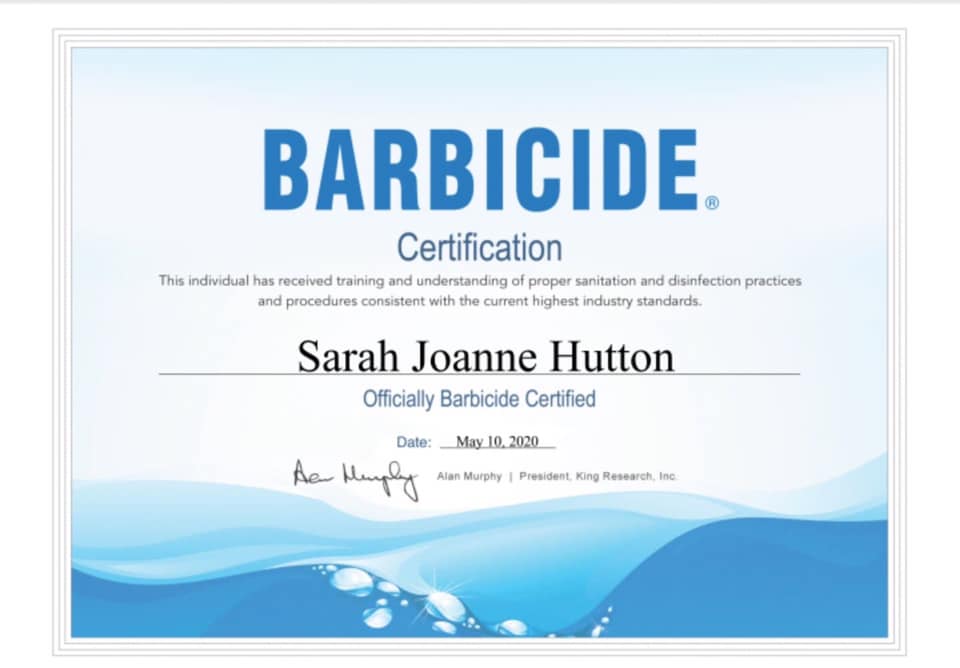 BARBICIDE®
Certification
This individual has received training and understanding of proper sanitation and disinfection practices
and procedures consistent with the current highest industry standards.
Sarah Joanne Hutton
Officially Barbicide Certified
Date: May 10, 2020
Alan Murphy Alan Murphy | President, King Research, Inc.